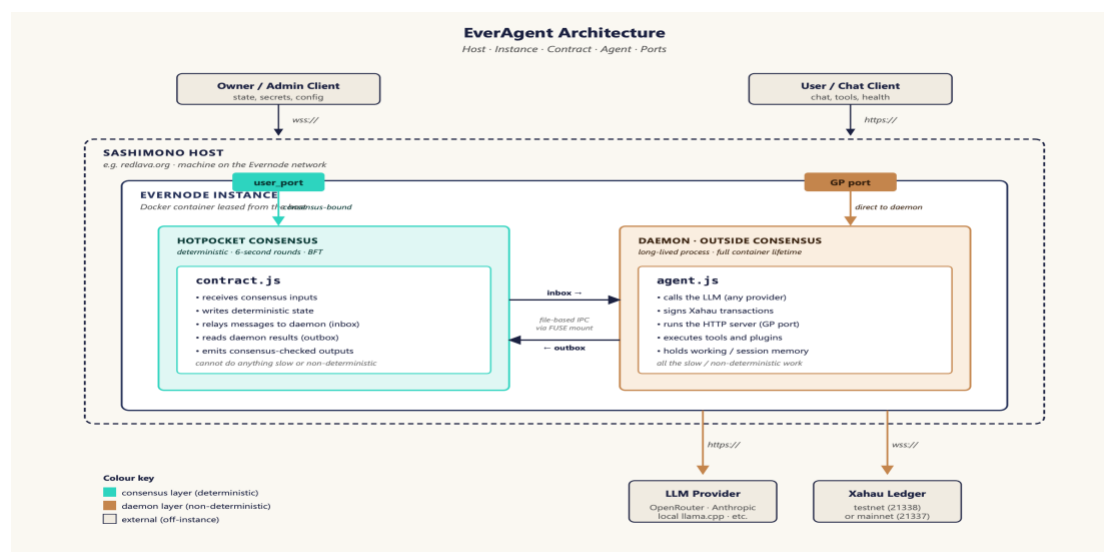 EverAgent Architecture
Host · Instance · Contract · Agent · Ports
Owner / Admin Client
state, secrets, config
User / Chat Client
chat, tools, health
wss://
https://
SASHIMONO HOST
e.g. redlava.org · machine on the Evernode network
user_port
GP port
EVERNODE INSTANCE
Docker container leased from the host
consensus-bound
direct to daemon
HOTPOCKET CONSENSUS
deterministic · 6-second rounds · BFT
contract.js
• receives consensus inputs
• writes deterministic state
• relays messages to daemon (inbox)
• reads daemon results (outbox)
• emits consensus-checked outputs
cannot do anything slow or non-deterministic
inbox →
file-based IPC
via FUSE mount
← outbox
DAEMON · OUTSIDE CONSENSUS
long-lived process · full container lifetime
agent.js
• calls the LLM (any provider)
• signs Xahau transactions
• runs the HTTP server (GP port)
• executes tools and plugins
• holds working / session memory
all the slow / non-deterministic work
https://
wss://
Colour key
consensus layer (deterministic)
daemon layer (non-deterministic)
external (off-instance)
LLM Provider
OpenRouter · Anthropic
local llama.cpp · etc.
Xahau Ledger
testnet (21338)
or mainnet (21337)